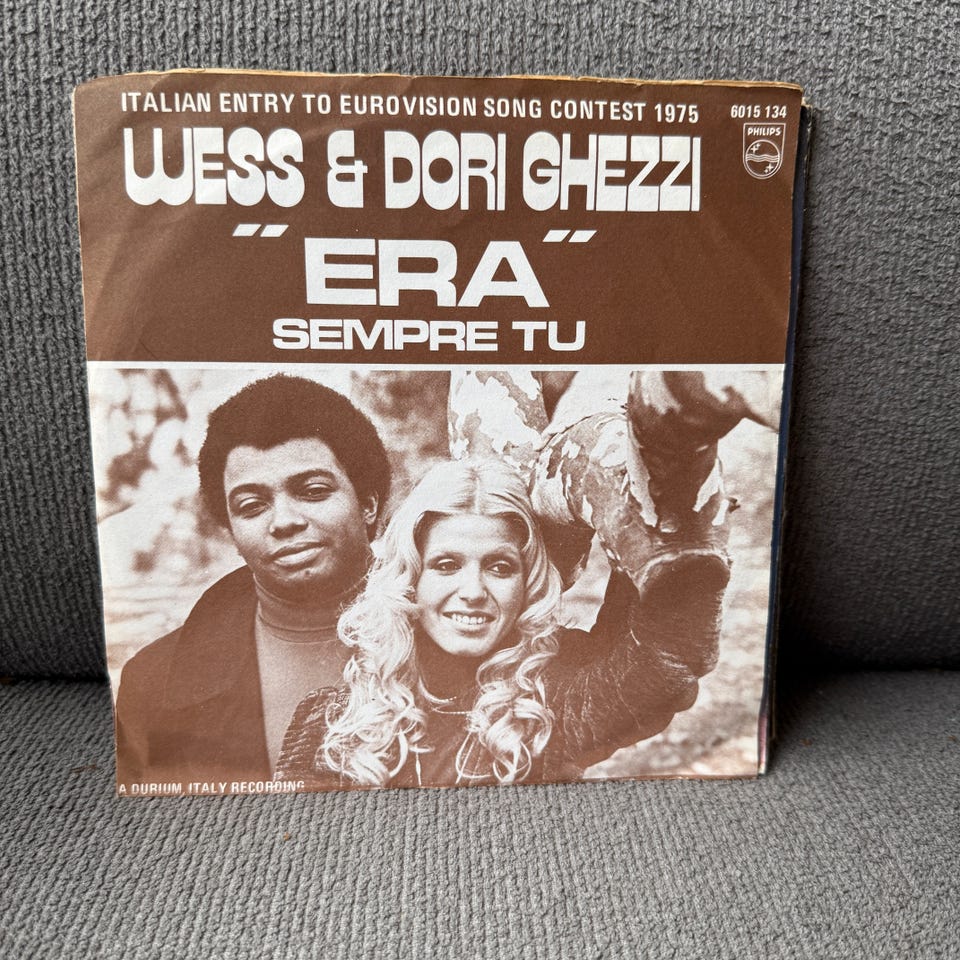 ITALIAN ENTRY TO EUROVISION SONG CONTEST 1975
6015 134
PHILIPS
WESS & DORI GHEZZI
"ERA"
SEMPRE TU
A DURIUM, ITALY RECORDING